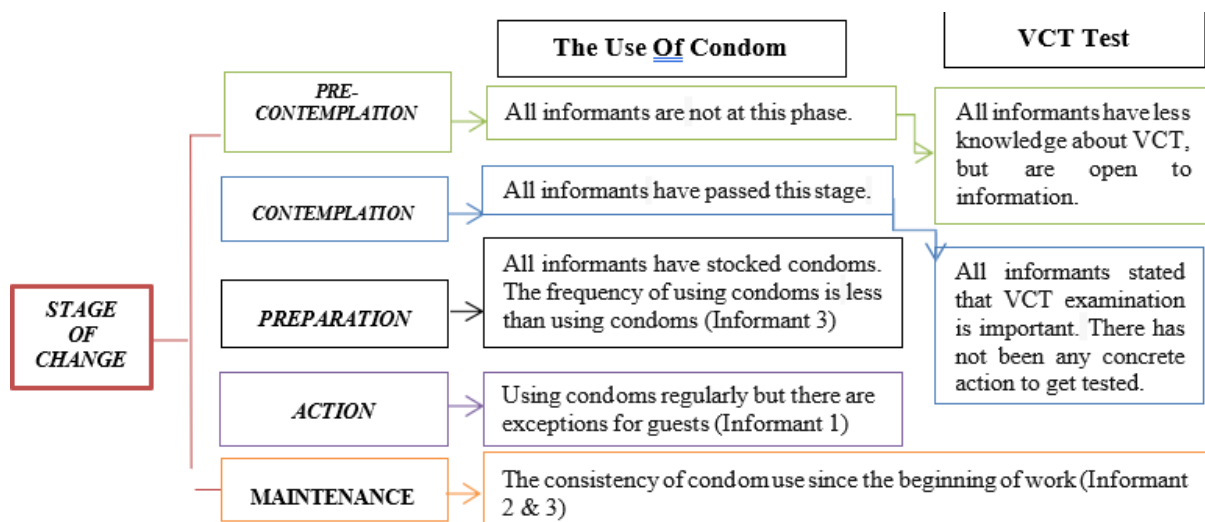 The Use Of Condom
VCT Test
PRE-
CONTEMPLATION
All informants are not at this phase.
All informants have less
knowledge about VCT,
but are open to
information.
CONTEMPLATION
All informants have passed this stage.
STAGE
OF
CHANGE
PREPARATION
All informants have stocked condoms.
The frequency of using condoms is less
than using condoms (Informant 3)
All informants stated
that VCT examination
is important. There has
not been any concrete
action to get tested.
ACTION
Using condoms regularly but there are
exceptions for guests (Informant 1)
MAINTENANCE
The consistency of condom use since the beginning of work (Informant
2 & 3)